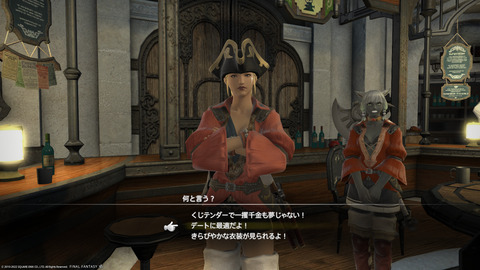 何と言う？
くじテンダーで一攫千金も夢じゃない！
デートに最適だよ！
きらびやかな衣装が見られるよ！
FINAL FANTASY